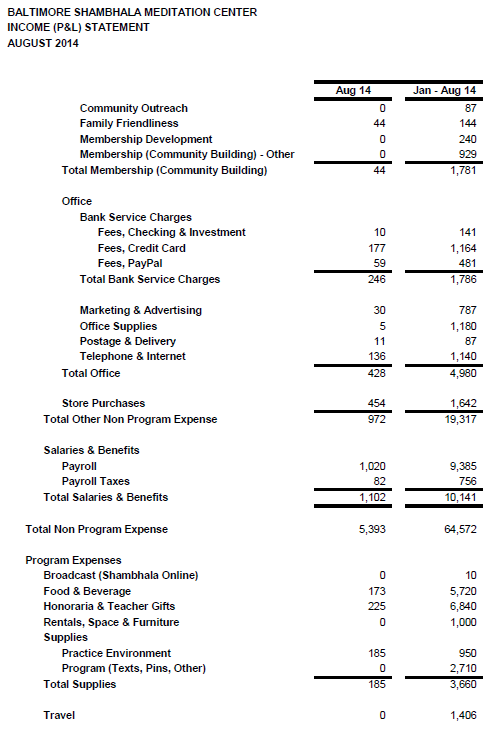 BALTIMORE SHAMBHALA MEDITATION CENTER
INCOME (P&L) STATEMENT
AUGUST 2014
Aug 14 Jan - Aug 14
Community Outreach 0 87
Family Friendliness 44 144
Membership Development 0 240
Membership (Community Building) - Other 0 929
Total Membership (Community Building) 44 1,781
Office
Bank Service Charges
Fees, Checking & Investment 10 141
Fees, Credit Card 177 1,164
Fees, PayPal 59 481
Total Bank Service Charges 246 1,786
Marketing & Advertising 30 787
Office Supplies 5 1,180
Postage & Delivery 11 87
Telephone & Internet 136 1,140
Total Office 428 4,980
Store Purchases 454 1,642
Total Other Non Program Expense 972 19,317
Salaries & Benefits
Payroll 1,020 9,385
Payroll Taxes 82 756
Total Salaries & Benefits 1,102 10,141
Total Non Program Expense 5,393 64,572
Program Expenses
Broadcast (Shambhala Online) 0 10
Food & Beverage 173 5,720
Honoraria & Teacher Gifts 225 6,840
Rentals, Space & Furniture 0 1,000
Supplies
Practice Environment 185 950
Program (Texts, Pins, Other) 0 2,710
Total Supplies 185 3,660
Travel 0 1,406